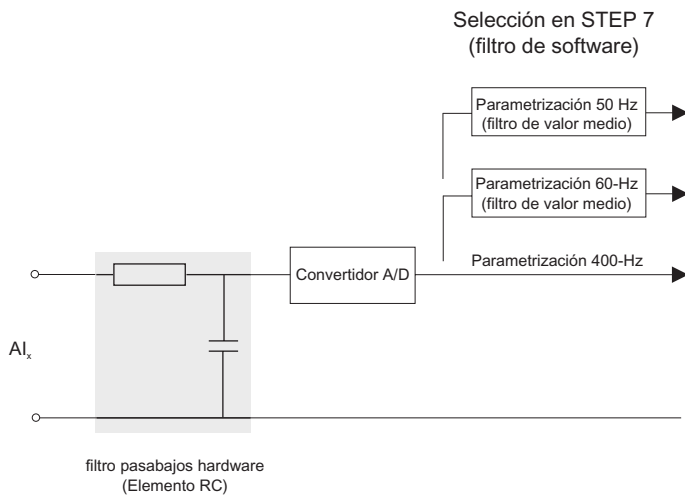 Selección en STEP 7
(filtro de software)
Parametrización 50 Hz
(filtro de valor medio)
Parametrización 60-Hz
(filtro de valor medio)
Convertidor A/D
Parametrización 400-Hz
AIx
filtro pasabajos hardware
(Elemento RC)